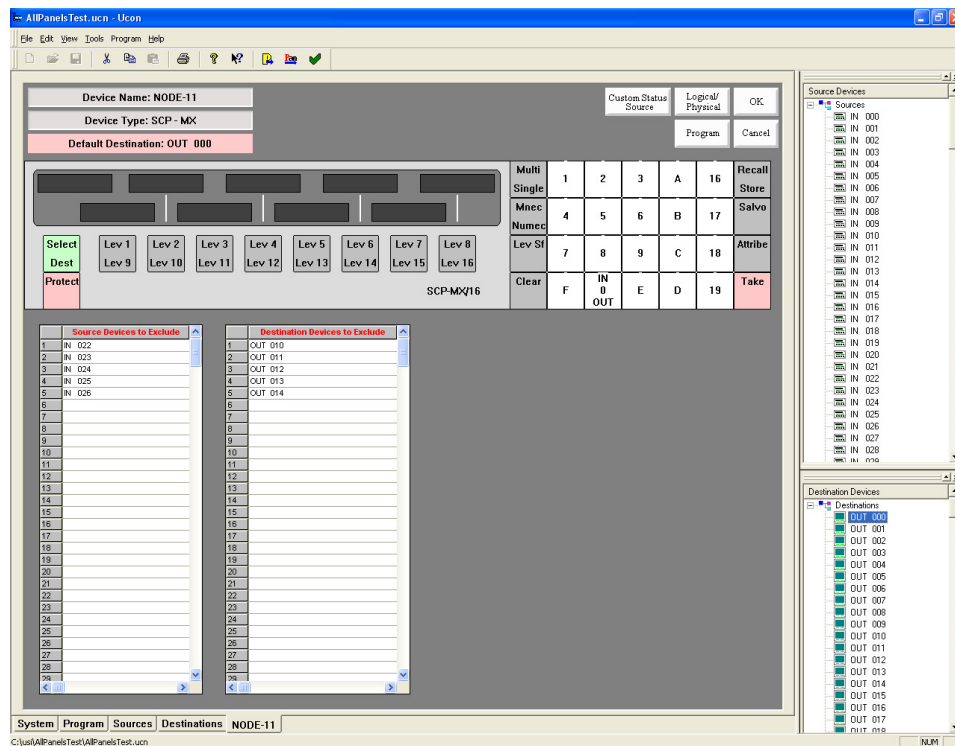 AllPanelsTest.ucn - Ucon
File Edit View Tools Program Help
Device Name: NODE-11
Device Type: SCP - MX
Default Destination: OUT 000
Custom Status Source
Logical/ Physical
OK
Program
Cancel
Multi Single
1 2 3 A 16
Recall Store
Mnec Numec
4 5 6 B 17
Salvo
Lev Sf
7 8 9 C 18
Attribe
Clear
F
IN 0 OUT
E D 19
Take
Select Dest
Protect
Lev 1 Lev 2 Lev 3 Lev 4 Lev 5 Lev 6 Lev 7 Lev 8
Lev 9 Lev 10 Lev 11 Lev 12 Lev 13 Lev 14 Lev 15 Lev 16
SCP-MX/16
Source Devices to Exclude
1 IN 022
2 IN 023
3 IN 024
4 IN 025
5 IN 026
6
7
8
9
10
11
12
13
14
15
16
17
18
19
20
21
22
23
24
25
26
27
28
29
Destination Devices to Exclude
1 OUT 010
2 OUT 011
3 OUT 012
4 OUT 013
5 OUT 014
6
7
8
9
10
11
12
13
14
15
16
17
18
19
20
21
22
23
24
25
26
27
28
29
Source Devices
Sources
IN 000
IN 001
IN 002
IN 003
IN 004
IN 005
IN 006
IN 007
IN 008
IN 009
IN 010
IN 011
IN 012
IN 013
IN 014
IN 015
IN 016
IN 017
IN 018
IN 019
IN 020
IN 021
IN 022
IN 023
IN 024
IN 025
IN 026
IN 027
IN 028
IN 029
Destination Devices
Destinations
OUT 000
OUT 001
OUT 002
OUT 003
OUT 004
OUT 005
OUT 006
OUT 007
OUT 008
OUT 009
OUT 010
OUT 011
OUT 012
OUT 013
OUT 014
OUT 015
OUT 016
OUT 017
OUT 018
System Program Sources Destinations NODE-11
C:\usi\AllPanelsTest\AllPanelsTest.ucn
NUM